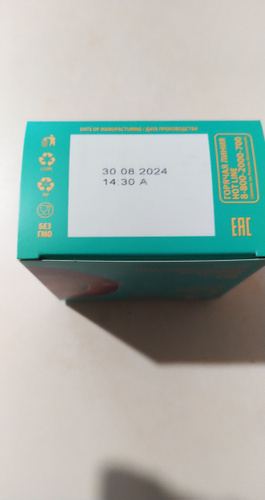 DATE OF MANUFACTURING / ДАТА ПРОИЗВОДСТВА
30 08 2024
14:30 A
ГОРЯЧАЯ ЛИНИЯ
HOT LINE
8-800-2000-700
БЕЗ
ГМО
EAC